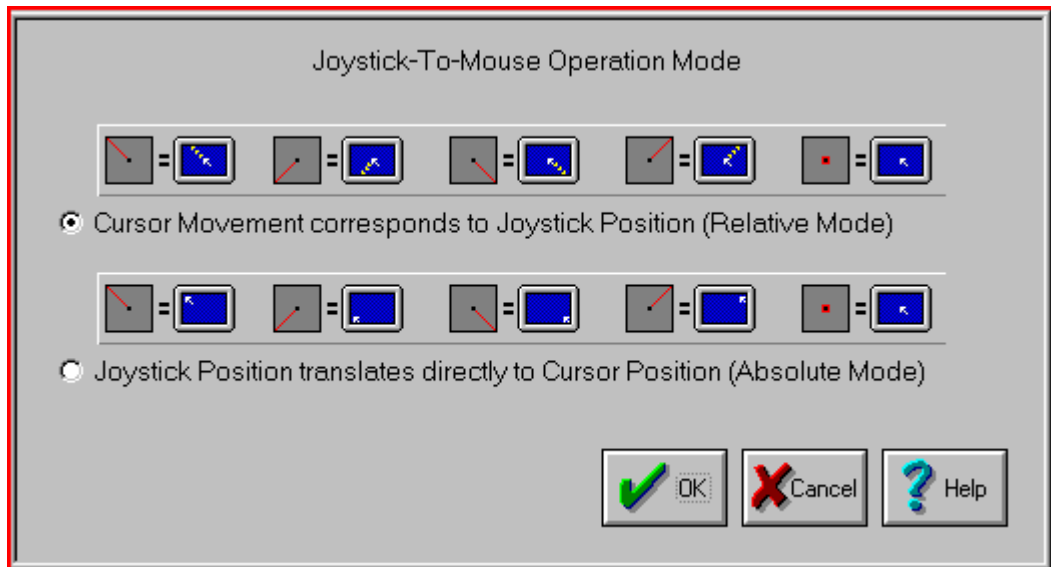 Joystick-To-Mouse Operation Mode
= = = = =
Cursor Movement corresponds to Joystick Position (Relative Mode)
= = = = =
Joystick Position translates directly to Cursor Position (Absolute Mode)
OK Cancel Help